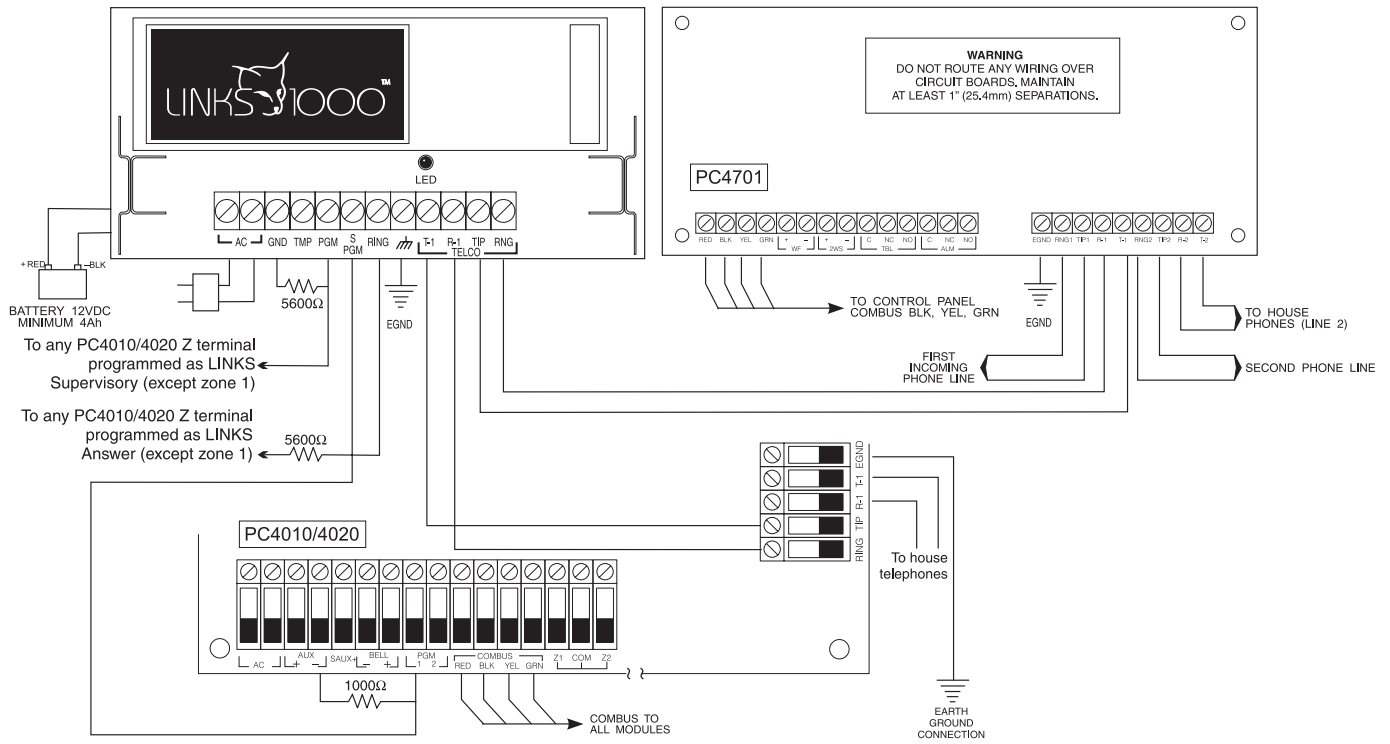 LINKS 1000™
LED
AC GND TMP PGM S PGM RING T-1 R-1 TIP RNG
TELCO
+RED –BLK
BATTERY 12VDC
MINIMUM 4Ah
5600Ω
EGND
To any PC4010/4020 Z terminal
programmed as LINKS
Supervisory (except zone 1)
To any PC4010/4020 Z terminal
programmed as LINKS
Answer (except zone 1)
5600Ω
WARNING
DO NOT ROUTE ANY WIRING OVER
CIRCUIT BOARDS. MAINTAIN
AT LEAST 1" (25.4mm) SEPARATIONS.
PC4701
RED BLK YEL GRN + – + – C NC NO C NC NO
WF 2WS TBL ALM
EGND RNG1 TIP1 R-1 T-1 RNG2 TIP2 R-2 T-2
TO CONTROL PANEL
COMBUS BLK, YEL, GRN
EGND
TO HOUSE
PHONES (LINE 2)
FIRST
INCOMING
PHONE LINE
SECOND PHONE LINE
EGND
T-1
R-1
TIP
RING
To house
telephones
PC4010/4020
AC AUX + – SAUX+ BELL – + PGM 1 2 COMBUS RED BLK YEL GRN Z1 COM Z2
1000Ω
COMBUS TO
ALL MODULES
EARTH
GROUND
CONNECTION